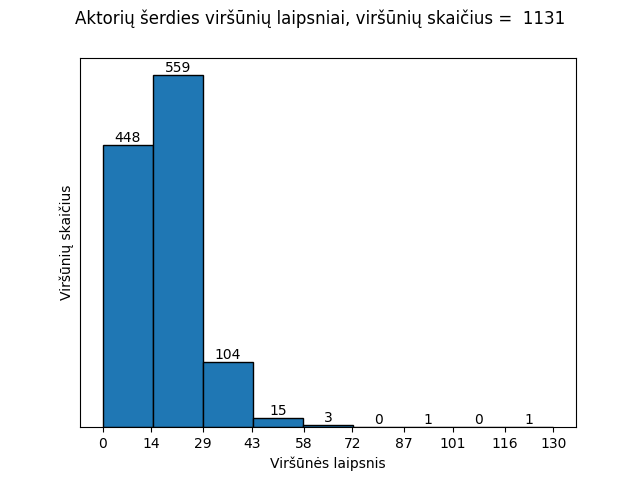 Aktorių šerdies viršūnių laipsniai, viršūnių skaičius =  1131
559
448
104
15
3
0
1
0
1
Viršūnių skaičius
0 14 29 43 58 72 87 101 116 130
Viršūnės laipsnis